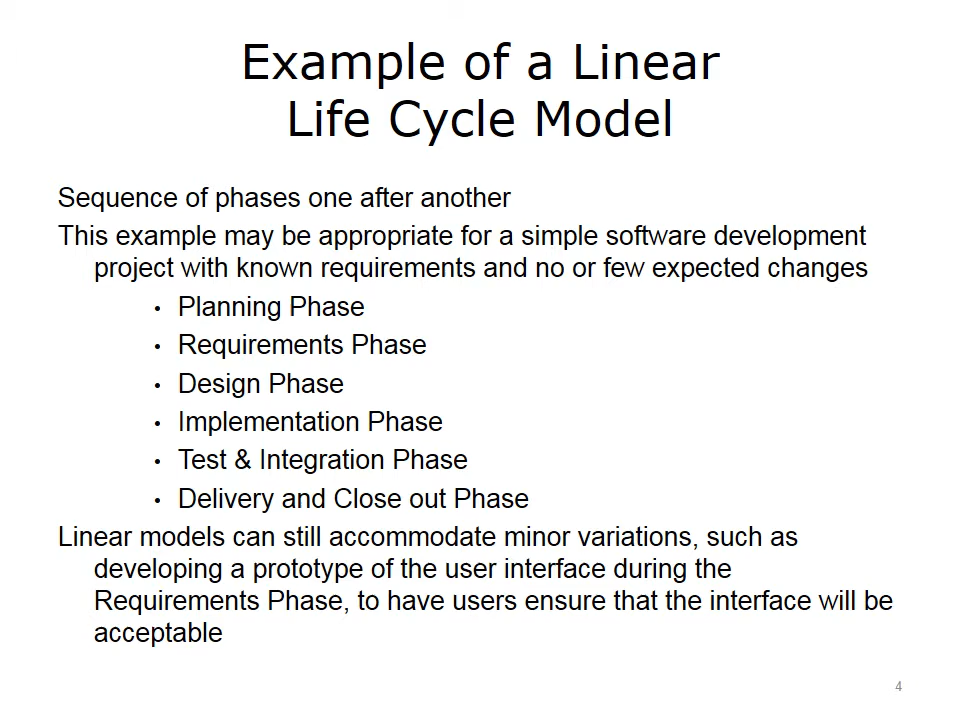 Example of a Linear
Life Cycle Model
Sequence of phases one after another
This example may be appropriate for a simple software development
project with known requirements and no or few expected changes
• Planning Phase
• Requirements Phase
• Design Phase
• Implementation Phase
• Test & Integration Phase
• Delivery and Close out Phase
Linear models can still accommodate minor variations, such as
developing a prototype of the user interface during the
Requirements Phase, to have users ensure that the interface will be
acceptable
4